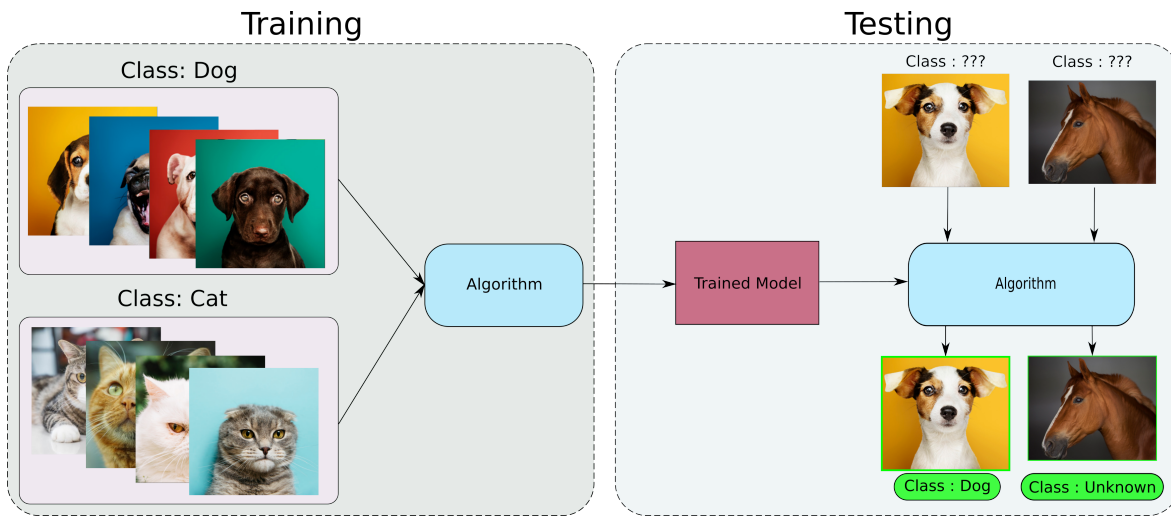 Training
Class: Dog
Class: Cat
Algorithm
Testing
Class : ???
Class : ???
Trained Model
Algorithm
Class : Dog
Class : Unknown